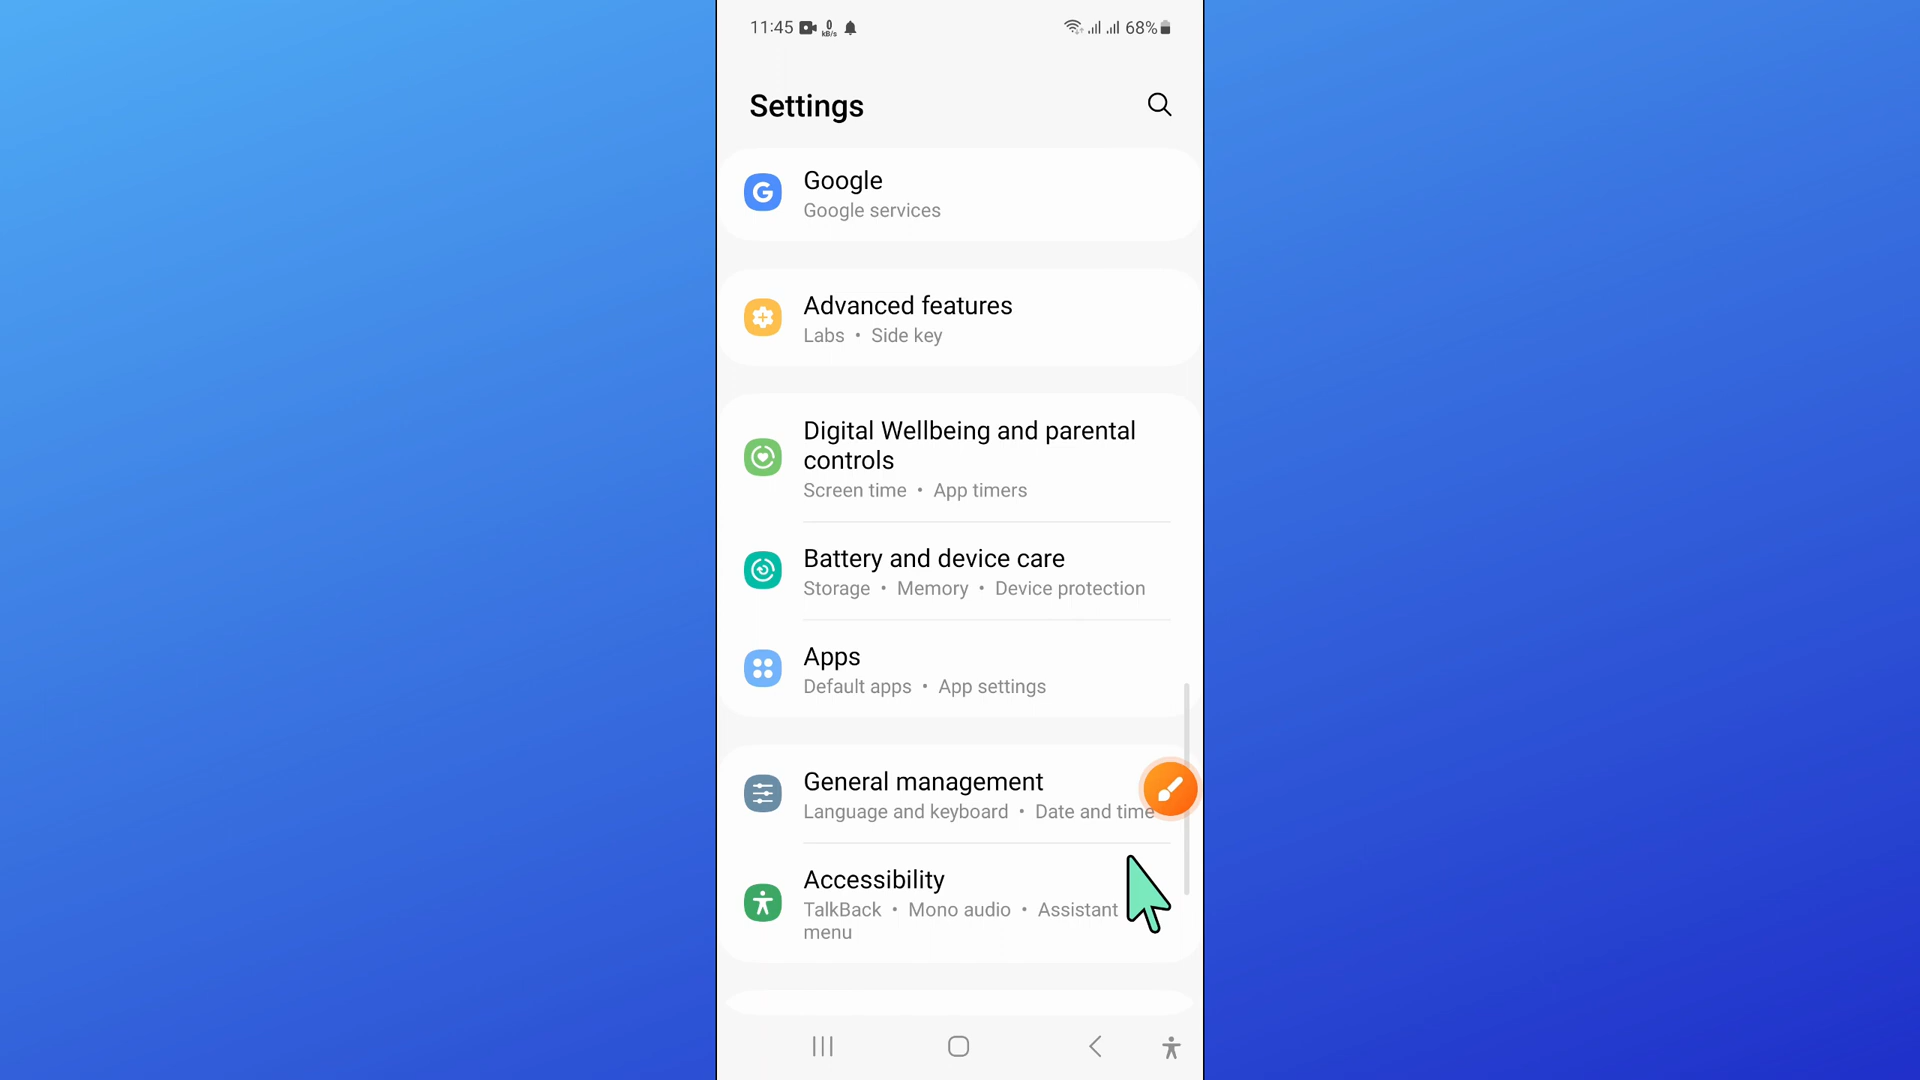 11:45 0 kB/s 68%
Settings
Google
Google services
Advanced features
Labs • Side key
Digital Wellbeing and parental
controls
Screen time • App timers
Battery and device care
Storage • Memory • Device protection
Apps
Default apps • App settings
General management
Language and keyboard • Date and time
Accessibility
TalkBack • Mono audio • Assistant
menu